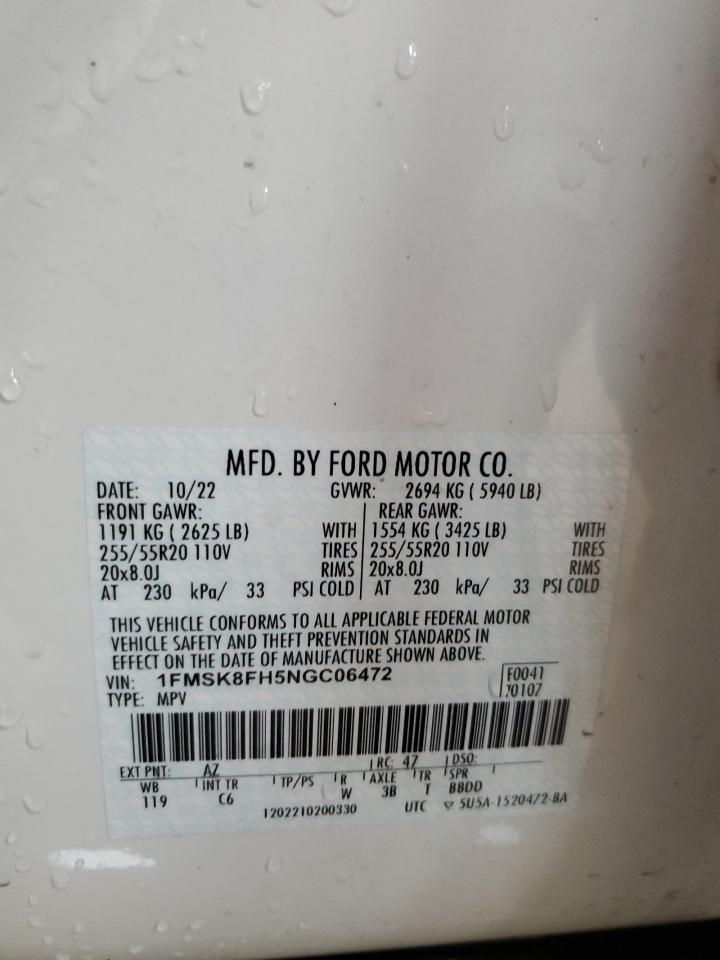 MFD. BY FORD MOTOR CO.
DATE: 10/22 GVWR: 2694 KG ( 5940 LB)
FRONT GAWR: REAR GAWR:
1191 KG ( 2625 LB) WITH 1554 KG ( 3425 LB) WITH
255/55R20 110V TIRES 255/55R20 110V TIRES
20x8.0J RIMS 20x8.0J RIMS
AT 230 kPa/ 33 PSI COLD AT 230 kPa/ 33 PSI COLD
THIS VEHICLE CONFORMS TO ALL APPLICABLE FEDERAL MOTOR
VEHICLE SAFETY AND THEFT PREVENTION STANDARDS IN
EFFECT ON THE DATE OF MANUFACTURE SHOWN ABOVE.
VIN: 1FMSK8FH5NGC06472 F0041
TYPE: MPV 70107
EXT PNT: AZ RC: 47 DSO:
WB INT TR TP/PS R AXLE TR SPR
119 C6 W 3B T BBDD
1202210200330 UTC 5U5A-1520472-BA